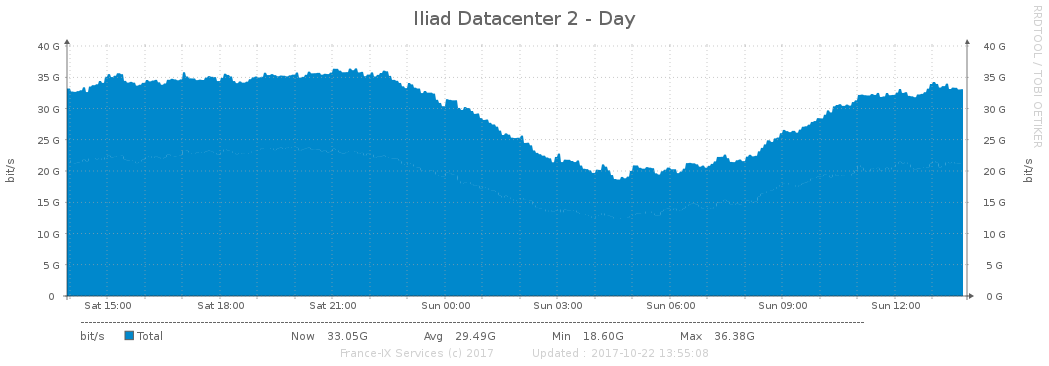 Iliad Datacenter 2 - Day
RRDTOOL / TOBI OETIKER
40 G 40 G
35 G 35 G
30 G 30 G
25 G 25 G
20 G 20 G
15 G 15 G
10 G 10 G
5 G 5 G
0 0 G
bit/s bit/s
Sat 15:00 Sat 18:00 Sat 21:00 Sun 00:00 Sun 03:00 Sun 06:00 Sun 09:00 Sun 12:00
bit/s Total Now 33.05G Avg 29.49G Min 18.60G Max 36.38G
France-IX Services (c) 2017 Updated : 2017-10-22 13:55:08